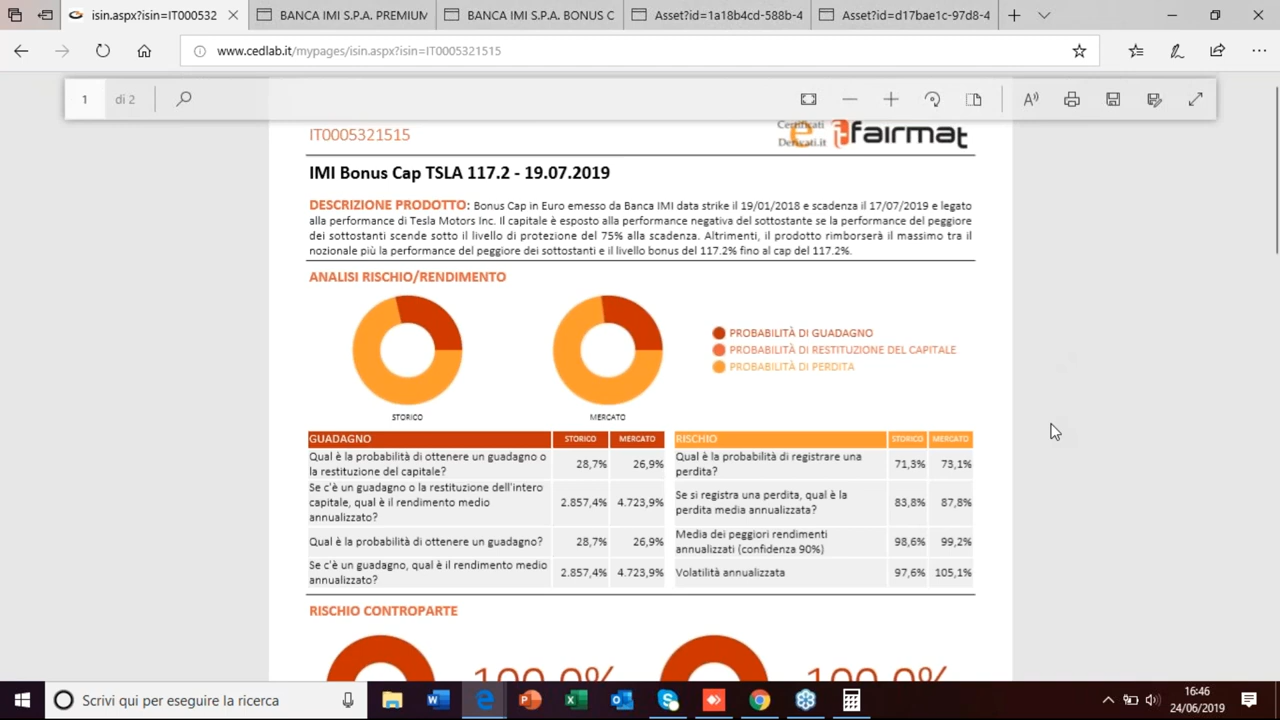 isin.aspx?isin=IT000532
BANCA IMI S.P.A. PREMIUM
BANCA IMI S.P.A. BONUS C
Asset?id=1a18b4cd-588b-4
Asset?id=d17bae1c-97d8-4
www.cedlab.it/mypages/isin.aspx?isin=IT0005321515
1 di 2
IT0005321515
Certificati
Derivati.it
fairmat
IMI Bonus Cap TSLA 117.2 - 19.07.2019
DESCRIZIONE PRODOTTO: Bonus Cap in Euro emesso da Banca IMI data strike il 19/01/2018 e scadenza il 17/07/2019 e legato
alla performance di Tesla Motors Inc. Il capitale è esposto alla performance negativa del sottostante se la performance del peggiore
dei sottostanti scende sotto il livello di protezione del 75% alla scadenza. Altrimenti, il prodotto rimborserà il massimo tra il
nozionale più la performance del peggiore dei sottostanti e il livello bonus del 117.2% fino al cap del 117.2%.
ANALISI RISCHIO/RENDIMENTO
PROBABILITÀ DI GUADAGNO
PROBABILITÀ DI RESTITUZIONE DEL CAPITALE
PROBABILITÀ DI PERDITA
STORICO
MERCATO
GUADAGNO STORICO MERCATO
Qual è la probabilità di ottenere un guadagno o
la restituzione del capitale?
28,7% 26,9%
Se c'è un guadagno o la restituzione dell'intero
capitale, qual è il rendimento medio
annualizzato?
2.857,4% 4.723,9%
Qual è la probabilità di ottenere un guadagno? 28,7% 26,9%
Se c'è un guadagno, qual è il rendimento medio
annualizzato?
2.857,4% 4.723,9%
RISCHIO STORICO MERCATO
Qual è la probabilità di registrare una
perdita?
71,3% 73,1%
Se si registra una perdita, qual è la
perdita media annualizzata?
83,8% 87,8%
Media dei peggiori rendimenti
annualizzati (confidenza 90%)
98,6% 99,2%
Volatilità annualizzata 97,6% 105,1%
RISCHIO CONTROPARTE
100,0%
100,0%
Scrivi qui per eseguire la ricerca
16:46
24/06/2019